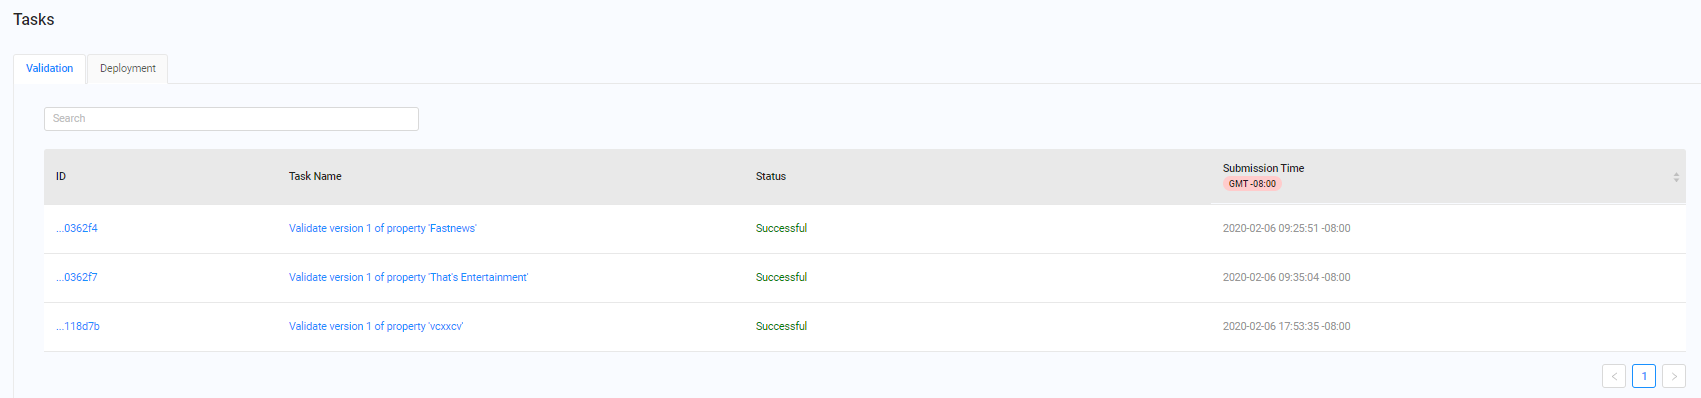 Tasks
Validation Deployment
Search
ID Task Name Status Submission Time
GMT -08:00
...0362f4 Validate version 1 of property 'Fastnews' Successful 2020-02-06 09:25:51 -08:00
...0362f7 Validate version 1 of property 'That's Entertainment' Successful 2020-02-06 09:35:04 -08:00
...118d7b Validate version 1 of property 'vcxxcv' Successful 2020-02-06 17:53:35 -08:00
< 1 >